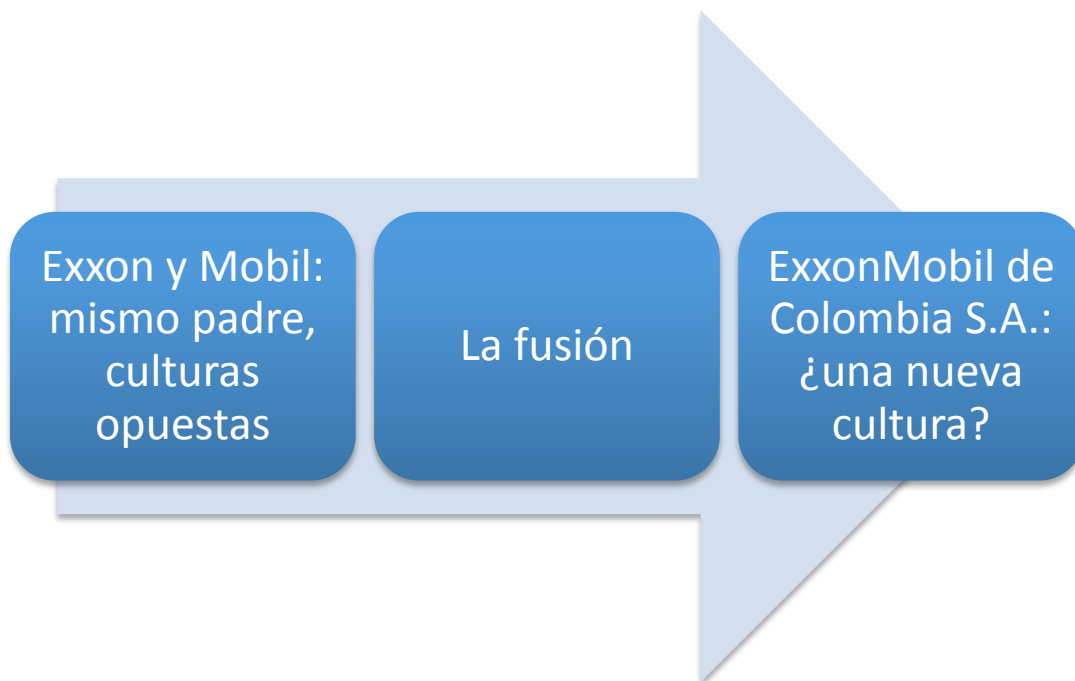 Exxon y Mobil:
mismo padre,
culturas
opuestas
La fusión
ExxonMobil de
Colombia S.A.:
¿una nueva
cultura?